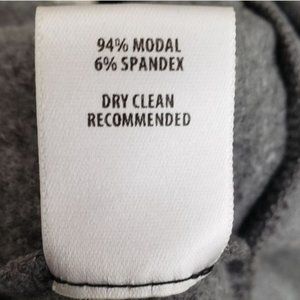 94% MODAL
6% SPANDEX
DRY CLEAN
RECOMMENDED